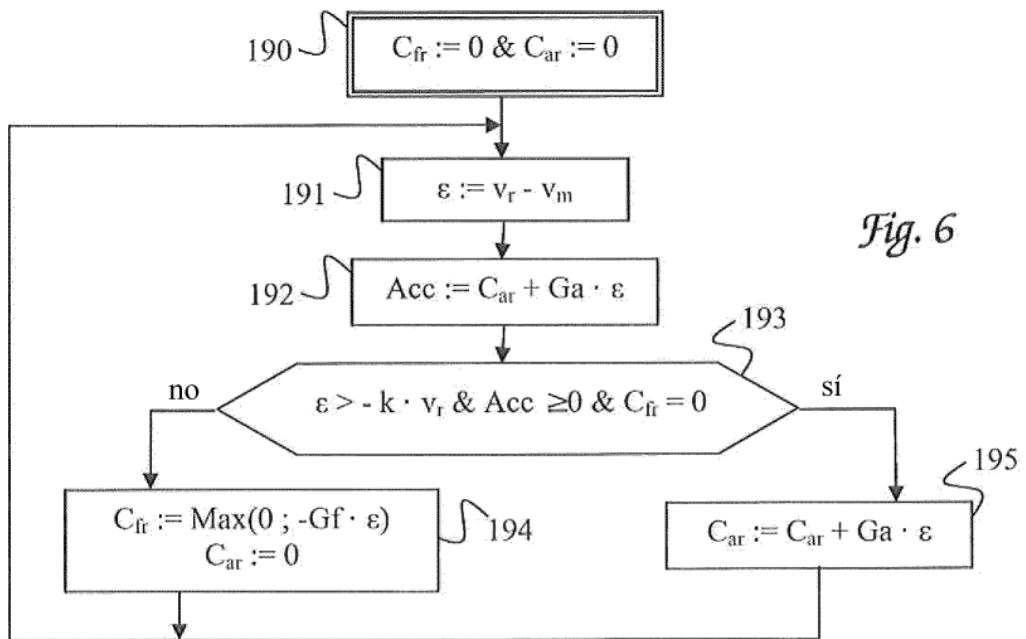 190
C_fr := 0 & C_ar := 0
191
ε := v_r - v_m
Fig. 6
192
Acc := C_ar + Ga · ε
193
no
ε > - k · v_r & Acc ≥0 & C_fr = 0
sí
195
C_fr := Max(0 ; -Gf · ε)
C_ar := 0
194
C_ar := C_ar + Ga · ε